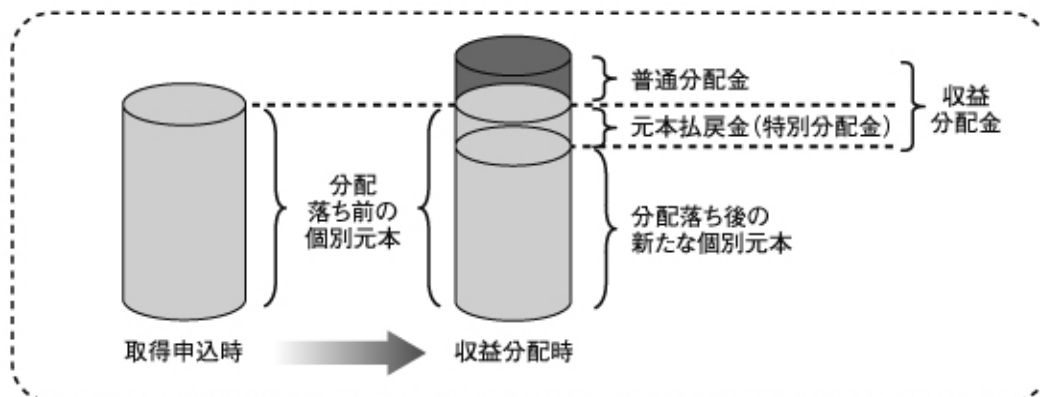 普通分配金
収益
分配金
元本払戻金(特別分配金)
分配
落ち前の
個別元本
分配落ち後の
新たな個別元本
取得申込時
収益分配時